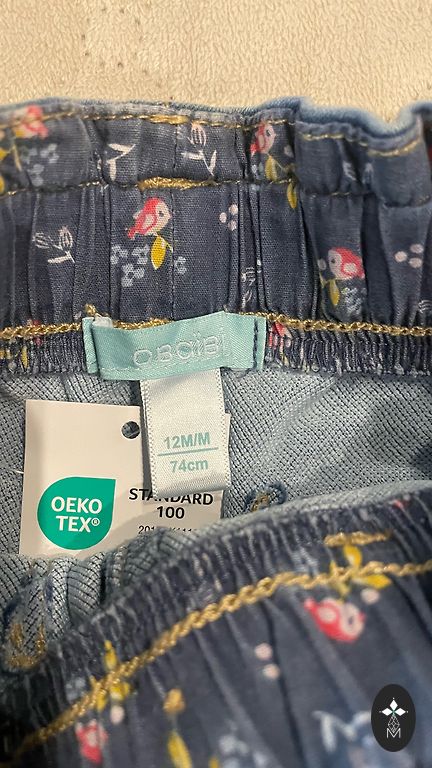 OBAIBI
12M/M
74cm
OEKO
TEX®
STANDARD
100